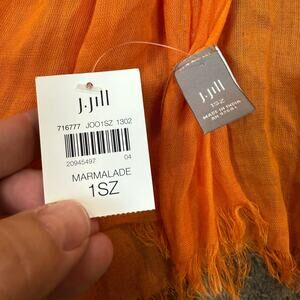 J.Jill
716777 JOO1SZ 1302
20945497 04
MARMALADE
1SZ
J.Jill
1SZ
MADE IN INDIA